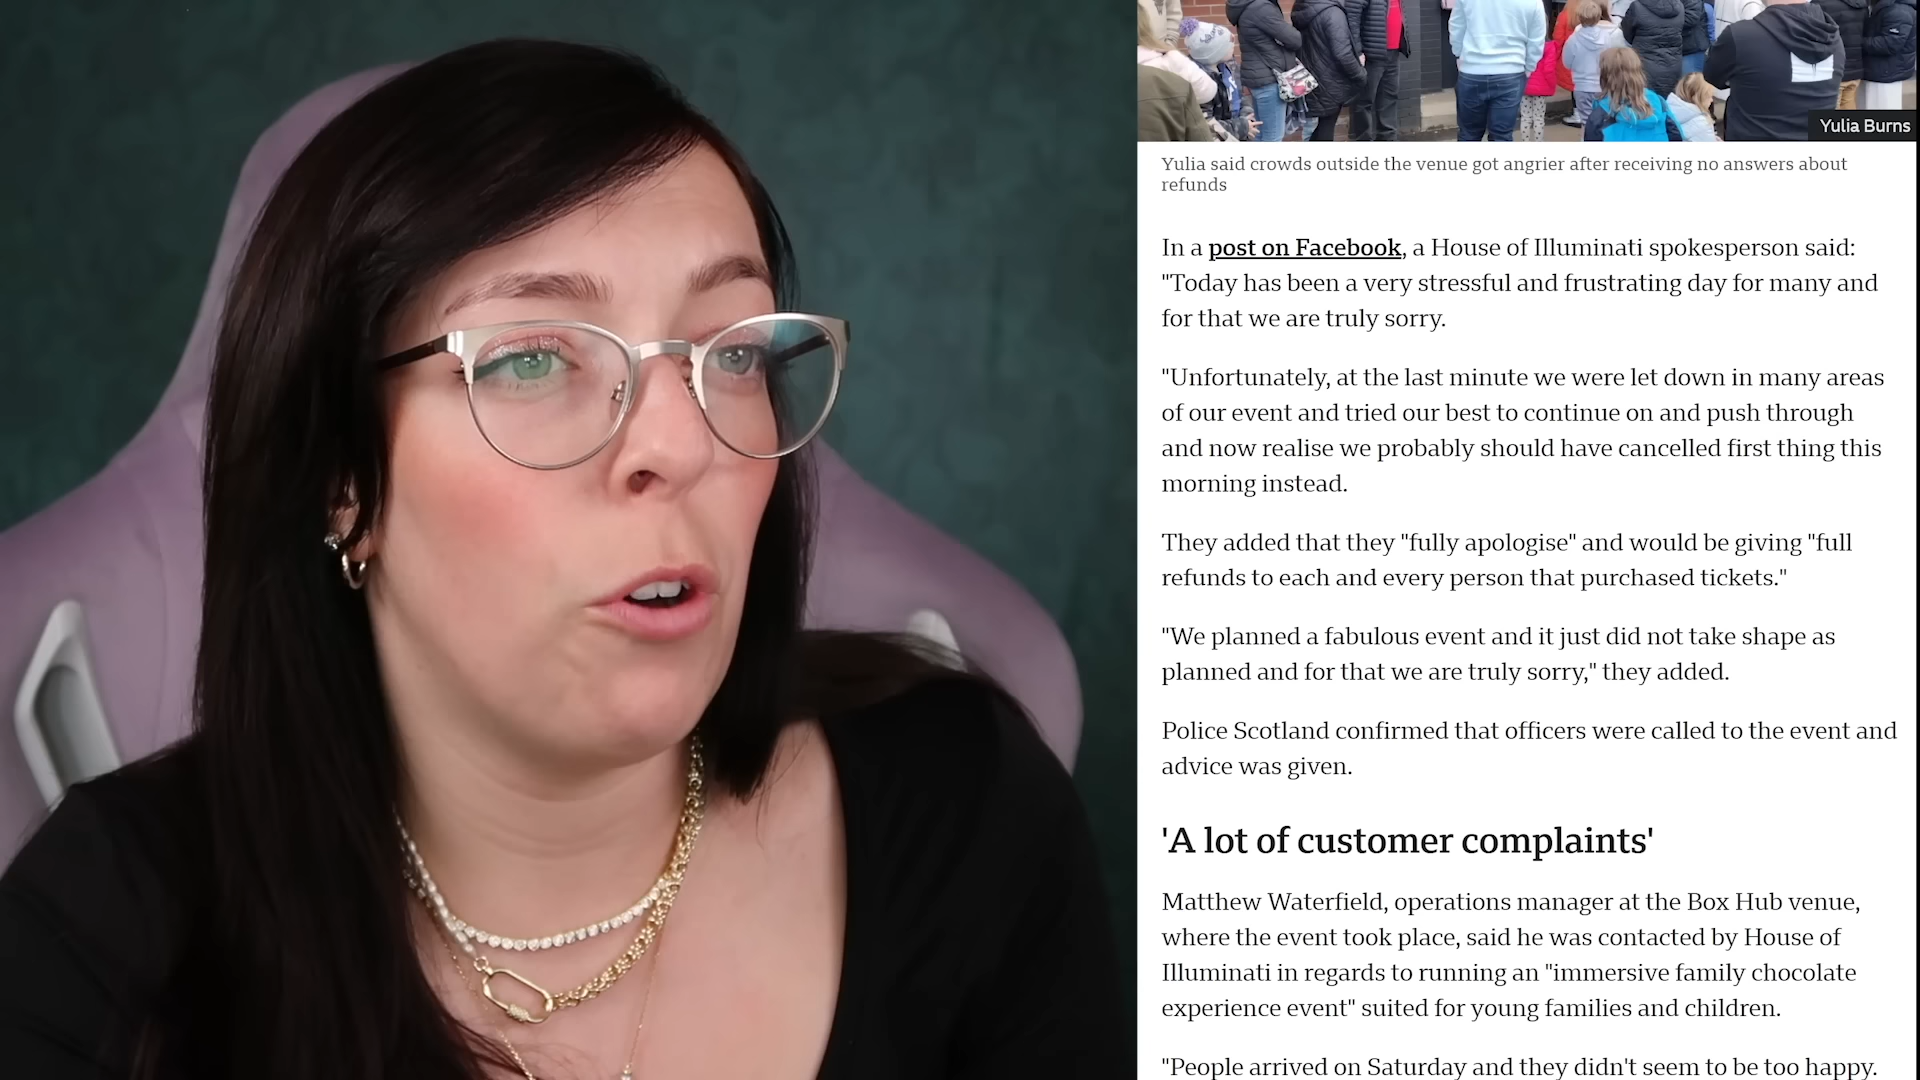 Yulia Burns
Yulia said crowds outside the venue got angrier after receiving no answers about
refunds
In a post on Facebook, a House of Illuminati spokesperson said:
"Today has been a very stressful and frustrating day for many and
for that we are truly sorry.
"Unfortunately, at the last minute we were let down in many areas
of our event and tried our best to continue on and push through
and now realise we probably should have cancelled first thing this
morning instead.
They added that they "fully apologise" and would be giving "full
refunds to each and every person that purchased tickets."
"We planned a fabulous event and it just did not take shape as
planned and for that we are truly sorry," they added.
Police Scotland confirmed that officers were called to the event and
advice was given.
'A lot of customer complaints'
Matthew Waterfield, operations manager at the Box Hub venue,
where the event took place, said he was contacted by House of
Illuminati in regards to running an "immersive family chocolate
experience event" suited for young families and children.
"People arrived on Saturday and they didn't seem to be too happy.